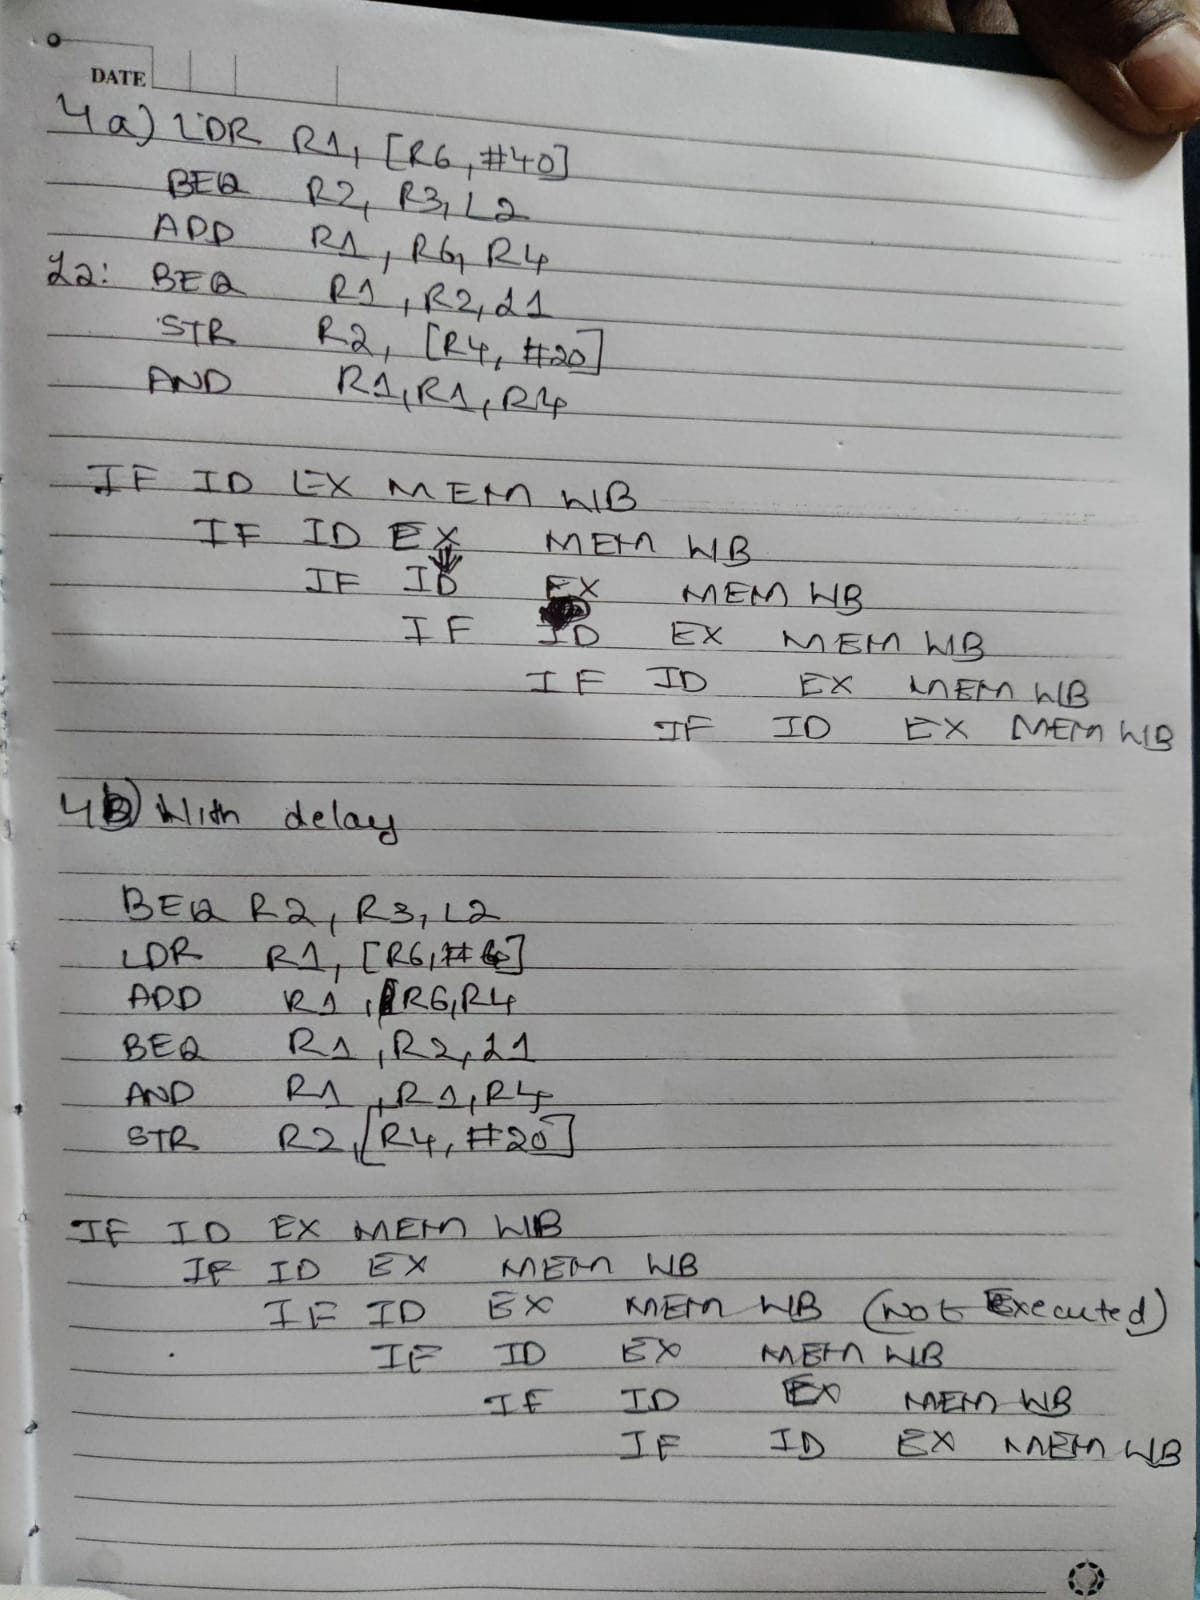 DATE
4a) LDR R1, [R6, #40]
BEQ R2, R3, L2
ADD R1, R6, R4
L2: BEQ R1, R2, L1
STR R2, [R4, #20]
AND R1, R1, R4
IF ID EX MEM WB
IF ID EX MEM WB
IF ID EX MEM WB
IF ID EX MEM WB
IF ID EX MEM WB
IF ID EX MEM WB
4B) With delay
BEQ R2, R3, L2
LDR R1, [R6, #
ADD R1, R6, R4
BEQ R1, R2, L1
AND R1, R1, R4
STR R2, [R4, #20]
IF ID EX MEM WB
IF ID EX MEM WB
IF ID EX MEM WB (Not Executed)
IF ID EX MEM WB
IF ID EX MEM WB
IF ID EX MEM WB